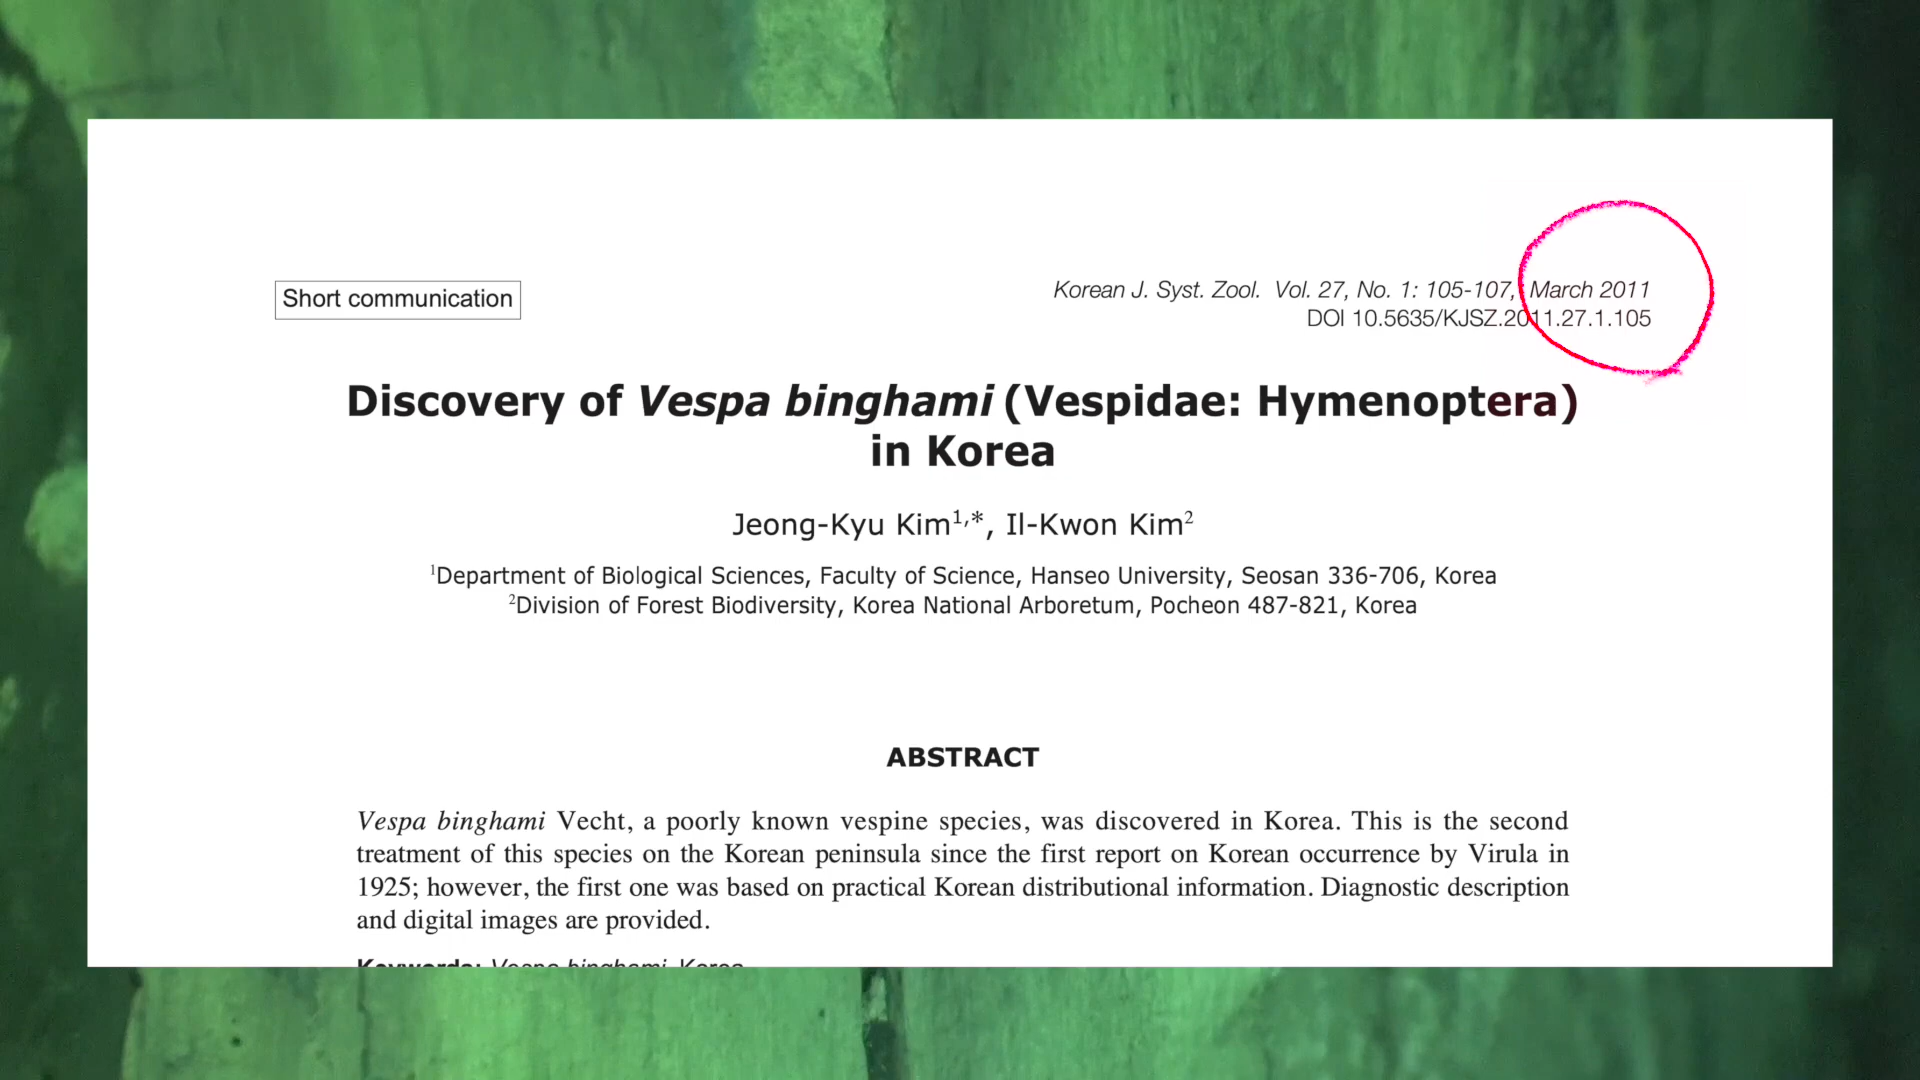 Short communication
Korean J. Syst. Zool. Vol. 27, No. 1: 105-107, March 2011
DOI 10.5635/KJSZ.2011.27.1.105
Discovery of Vespa binghami (Vespidae: Hymenoptera)
in Korea
Jeong-Kyu Kim1,*, Il-Kwon Kim2
1Department of Biological Sciences, Faculty of Science, Hanseo University, Seosan 336-706, Korea
2Division of Forest Biodiversity, Korea National Arboretum, Pocheon 487-821, Korea
ABSTRACT
Vespa binghami Vecht, a poorly known vespine species, was discovered in Korea. This is the second
treatment of this species on the Korean peninsula since the first report on Korean occurrence by Virula in
1925; however, the first one was based on practical Korean distributional information. Diagnostic description
and digital images are provided.
Keywords: Vespa binghami, Korea